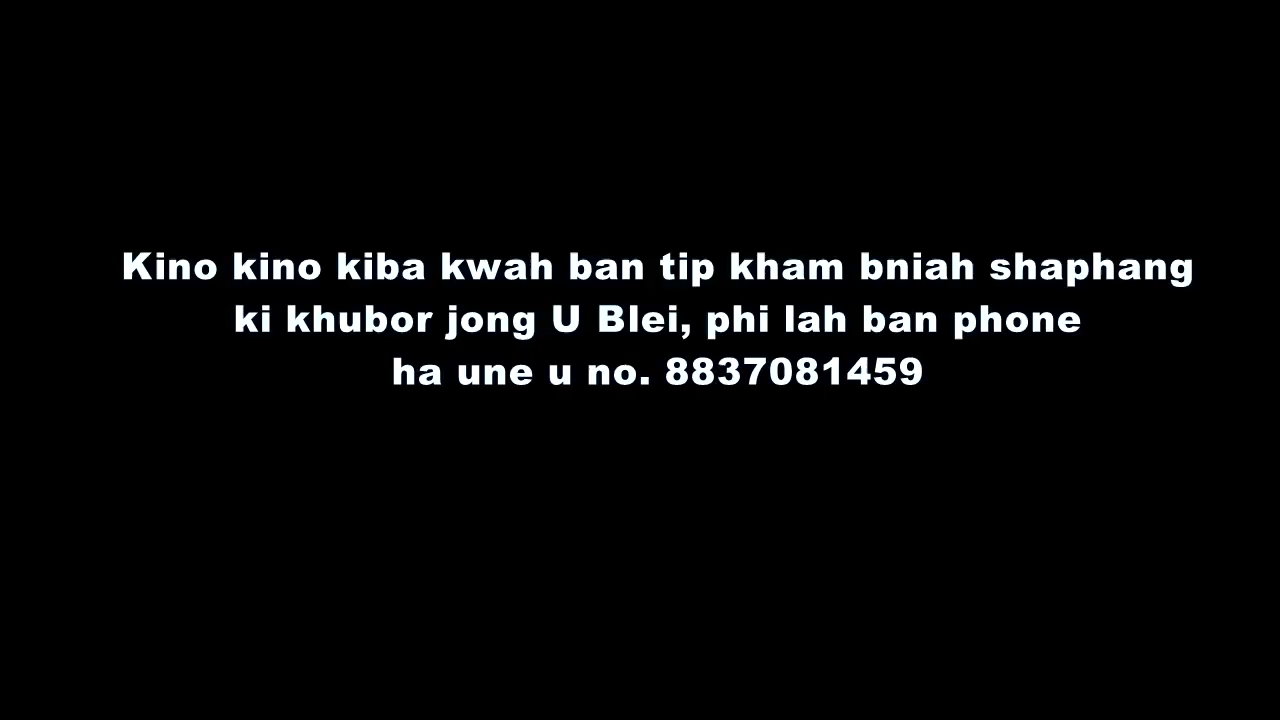 Kino kino kiba kwah ban tip kham bniah shaphang
ki khubor jong U Blei, phi lah ban phone
ha une u no. 8837081459